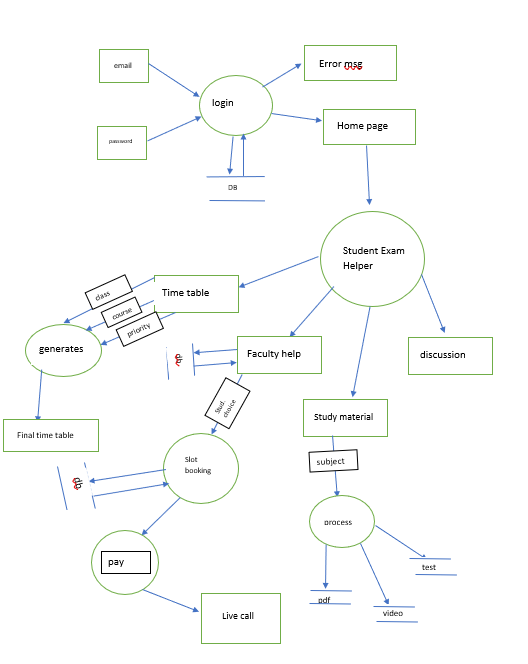 email
Error msg
login
Home page
password
DB
Student Exam
Helper
Time table
class
course
priority
generates
db
Faculty help
discussion
Stud.
choice
Study material
Final time table
subject
Slot
booking
db
process
pay
test
pdf
video
Live call